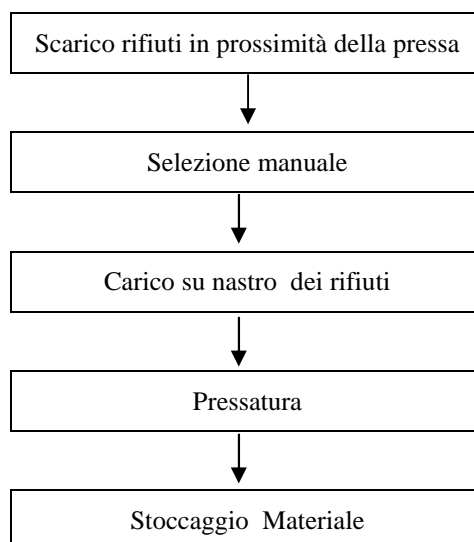 Scarico rifiuti in prossimità della pressa
Selezione manuale
Carico su nastro dei rifiuti
Pressatura
Stoccaggio Materiale